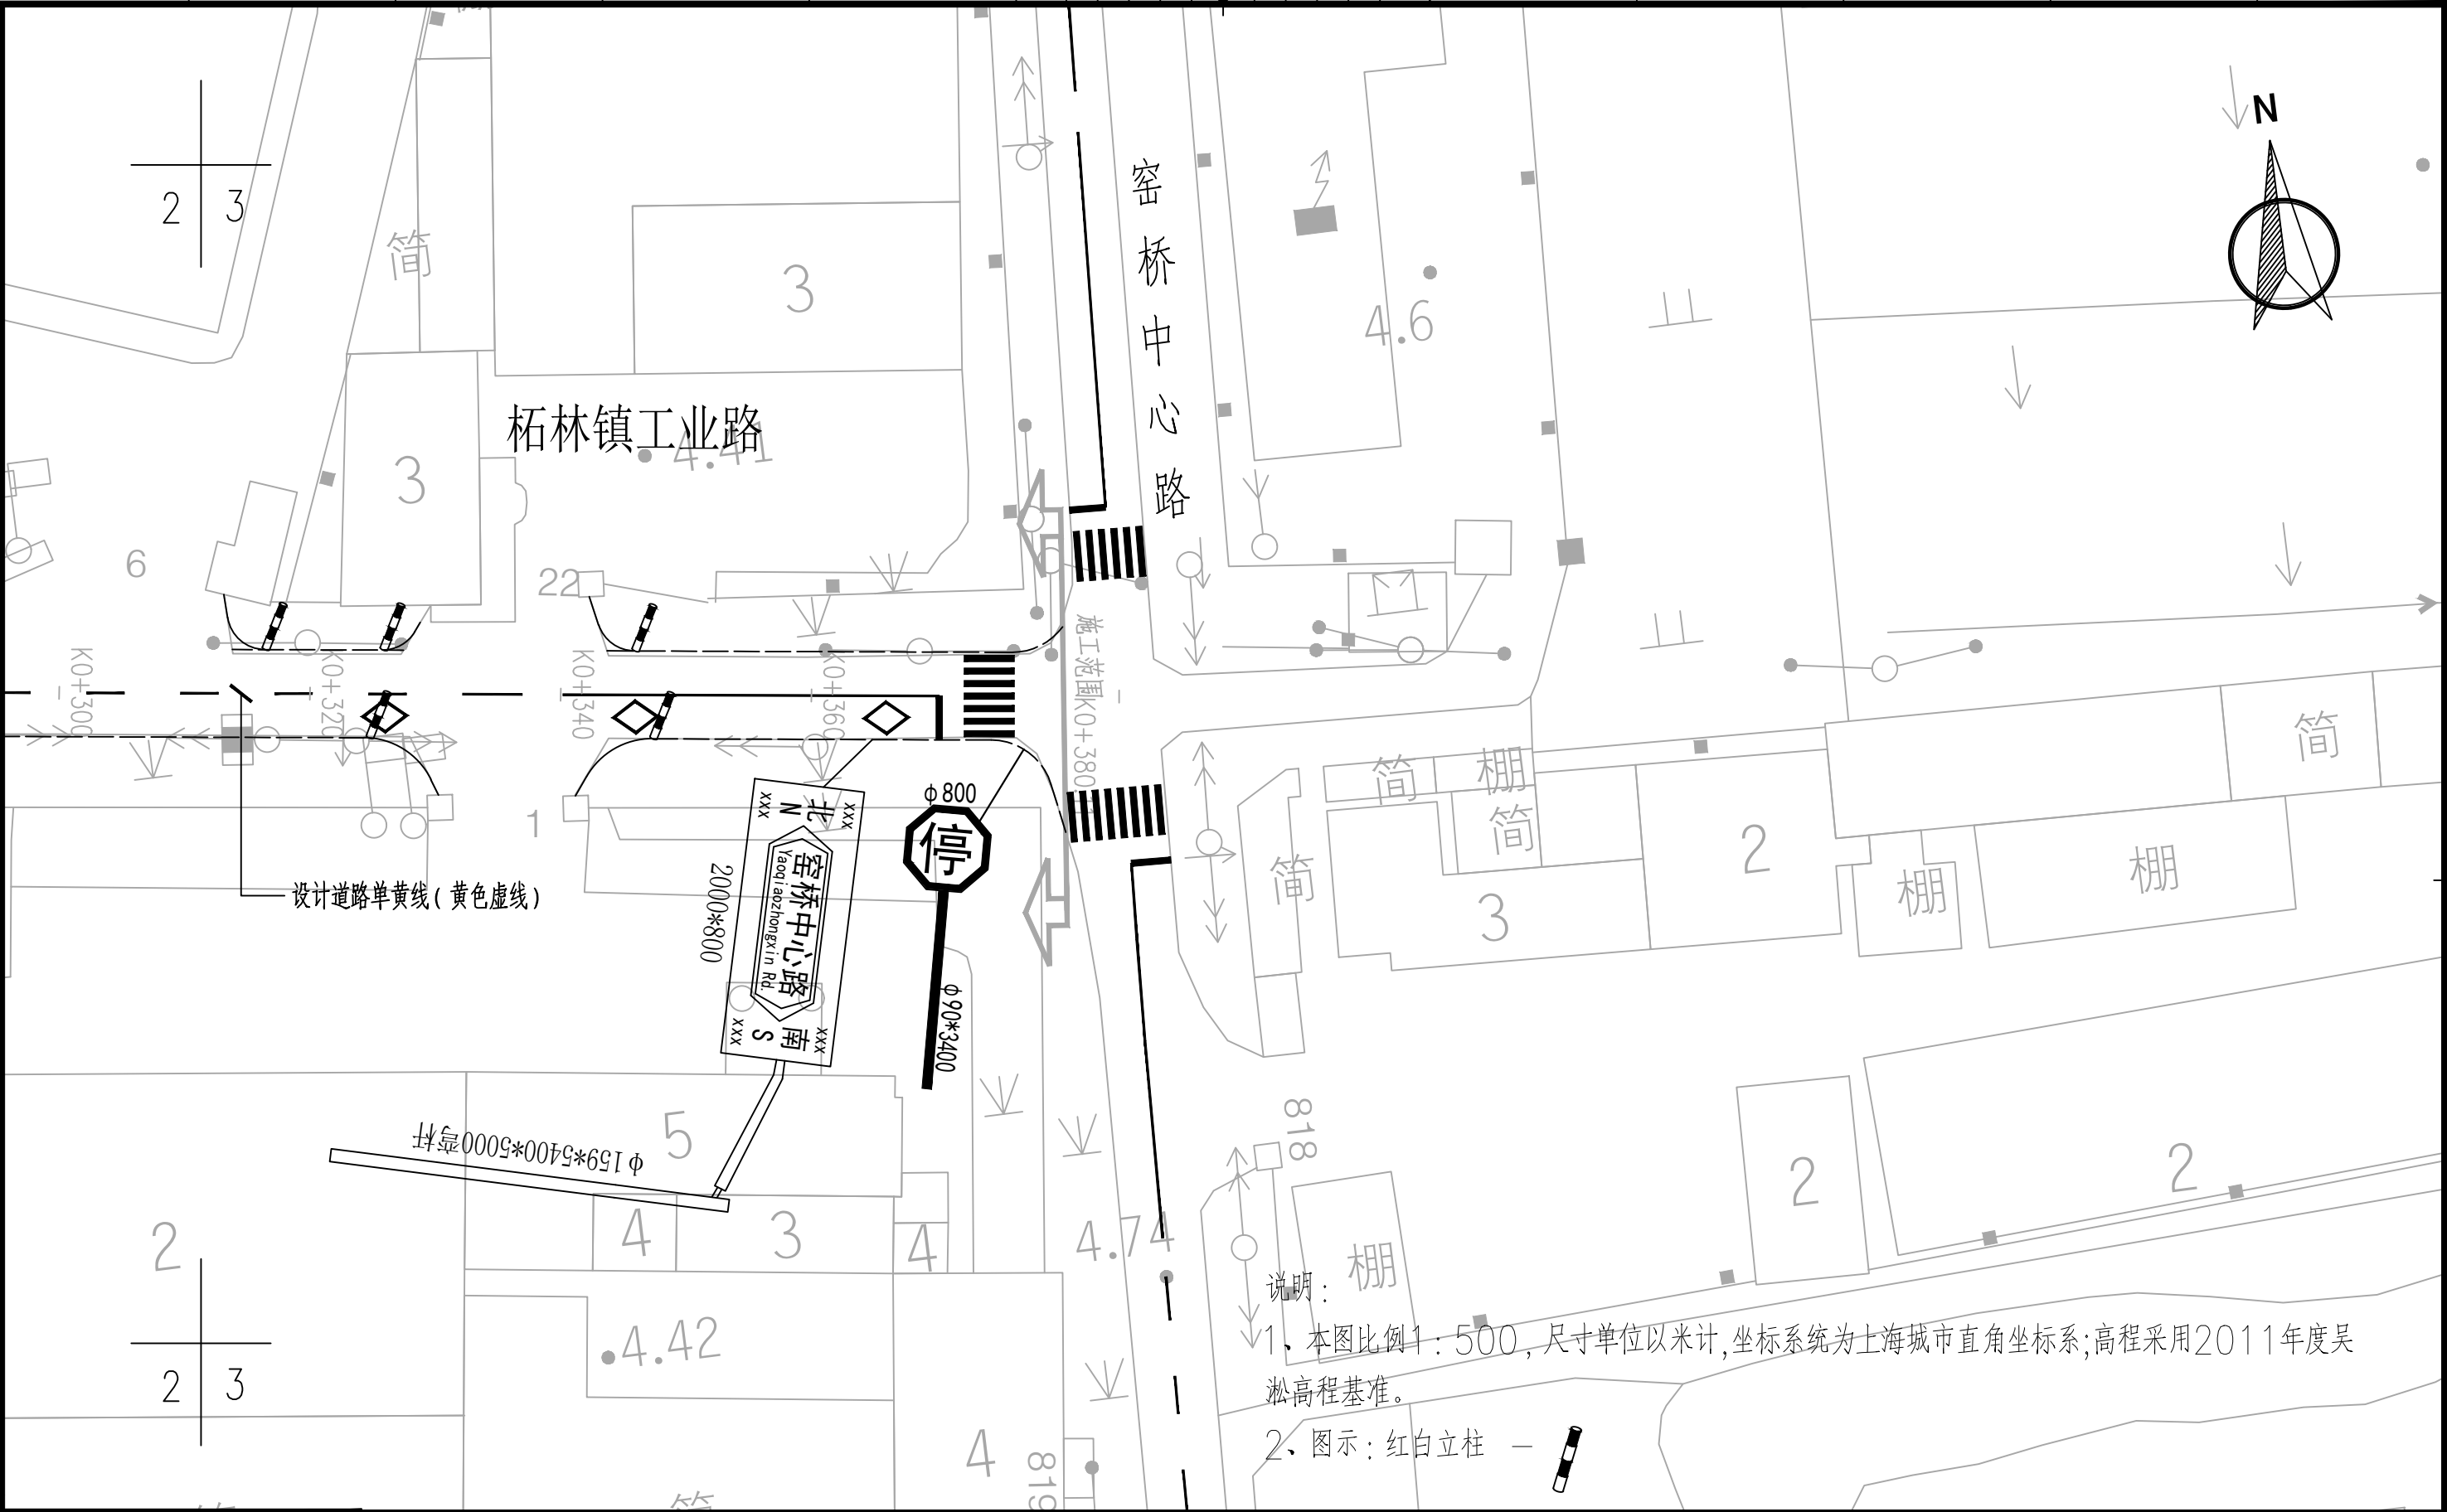 N
2 3
简
3
窑桥中心路
4.6
柘林镇工业路
4.41
3
6
22
K0+300
K0+320
K0+340
K0+360
施工范围K0+380.
简
棚
简
简
简
2
3
棚
棚
1
设计道路单黄线(黄色虚线)
φ800
停
φ90*3400
2000*800
xxx 北 xxx
N
窑桥中心路
Yaoqiaozhongxin Rd.
xxx 南 xxx
S
φ159*5400*5000弯杆
5
4
3
4
2
4.74
4.42
818
棚
2
2
2 3
4
819
说明：
1、本图比例1：500，尺寸单位以米计,坐标系统为上海城市直角坐标系;高程采用2011年度吴
淞高程基准。
2、图示：红白立柱 —